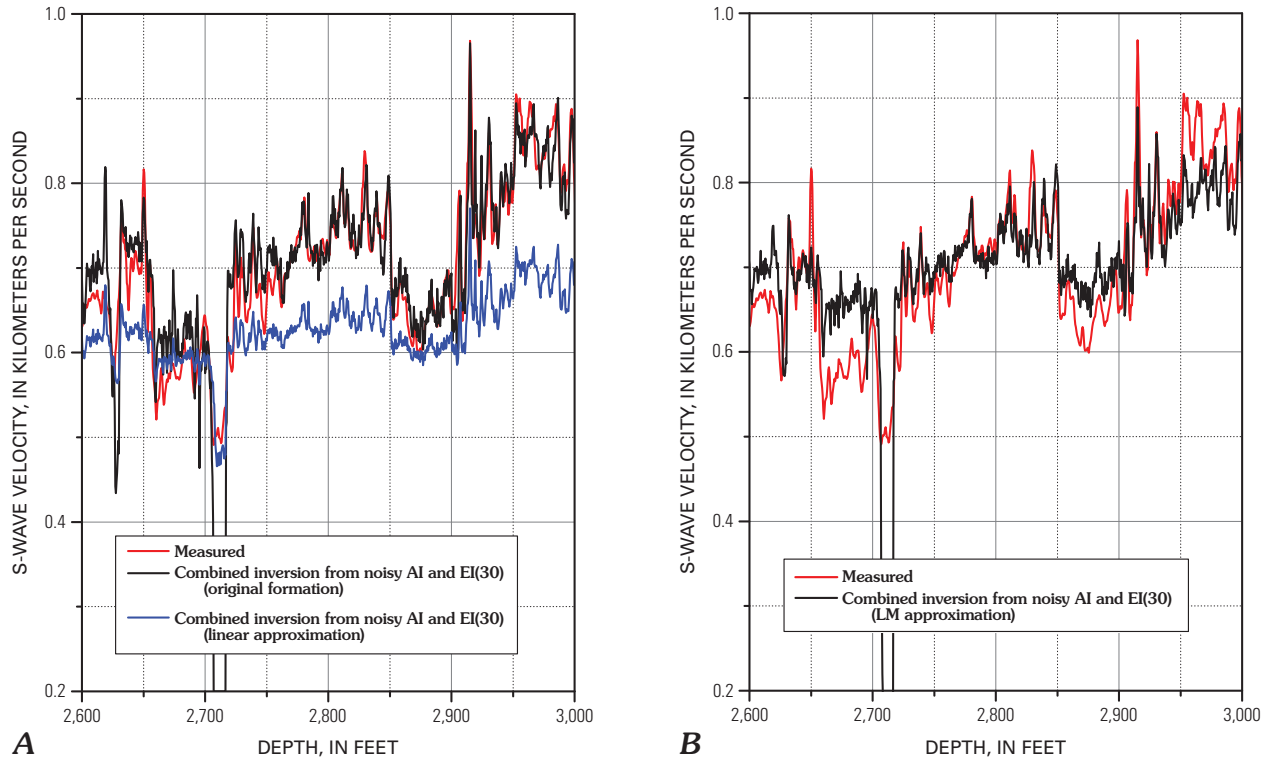 1.0
0.8
0.6
0.4
0.2
S-WAVE VELOCITY, IN KILOMETERS PER SECOND
Measured
Combined inversion from noisy AI and EI(30)
(original formation)
Combined inversion from noisy AI and EI(30)
(linear approximation)
2,600
2,700
2,800
2,900
3,000
DEPTH, IN FEET
A
1.0
0.8
0.6
0.4
0.2
S-WAVE VELOCITY, IN KILOMETERS PER SECOND
Measured
Combined inversion from noisy AI and EI(30)
(LM approximation)
2,600
2,700
2,800
2,900
3,000
DEPTH, IN FEET
B